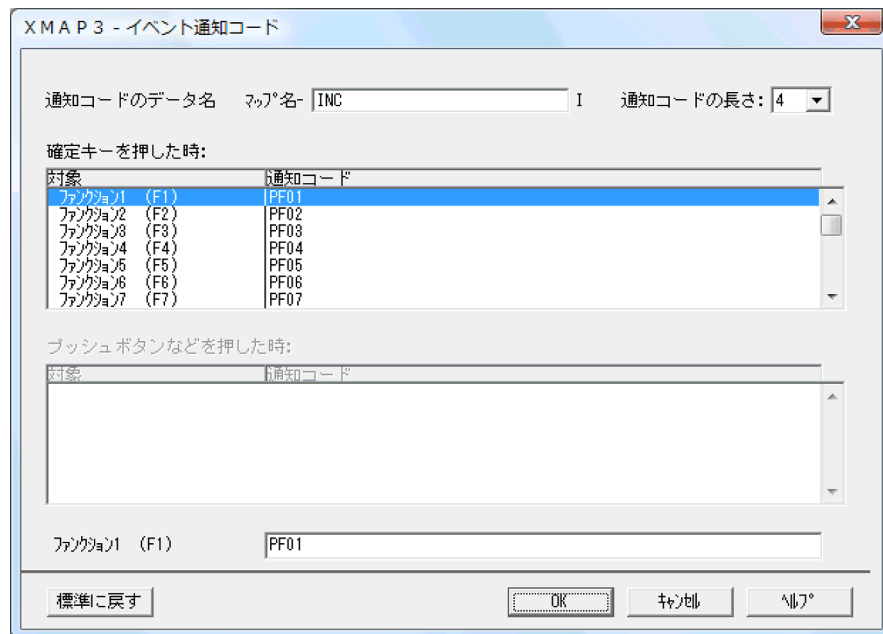 ＸＭＡＰ３－イベント通知コード
通知コードのデータ名 ﾏｯﾌﾟ名- INC I 通知コードの長さ: 4
確定キーを押した時:
対象 通知コード
ﾌｧﾝｸｼｮﾝ1 (F1) PF01
ﾌｧﾝｸｼｮﾝ2 (F2) PF02
ﾌｧﾝｸｼｮﾝ3 (F3) PF03
ﾌｧﾝｸｼｮﾝ4 (F4) PF04
ﾌｧﾝｸｼｮﾝ5 (F5) PF05
ﾌｧﾝｸｼｮﾝ6 (F6) PF06
ﾌｧﾝｸｼｮﾝ7 (F7) PF07
プッシュボタンなどを押した時:
対象 通知コード
ﾌｧﾝｸｼｮﾝ1 (F1) PF01
標準に戻す OK ｷｬﾝｾﾙ ﾍﾙﾌﾟ